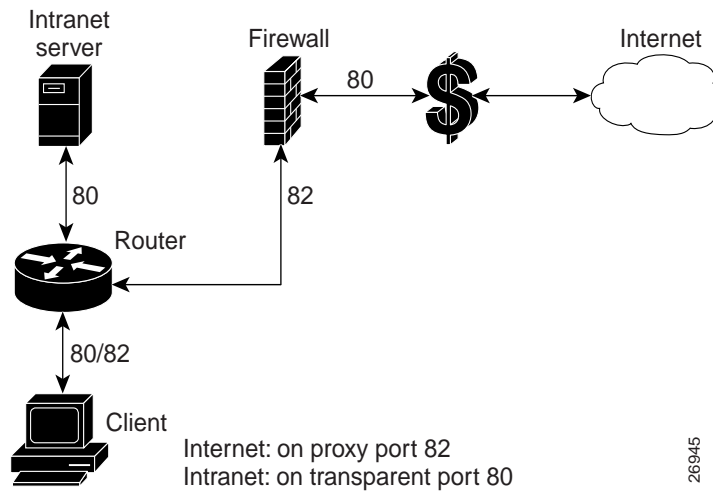 Intranet
server
Firewall
Internet
80
80
82
Router
80/82
Client
Internet: on proxy port 82
Intranet: on transparent port 80
26945